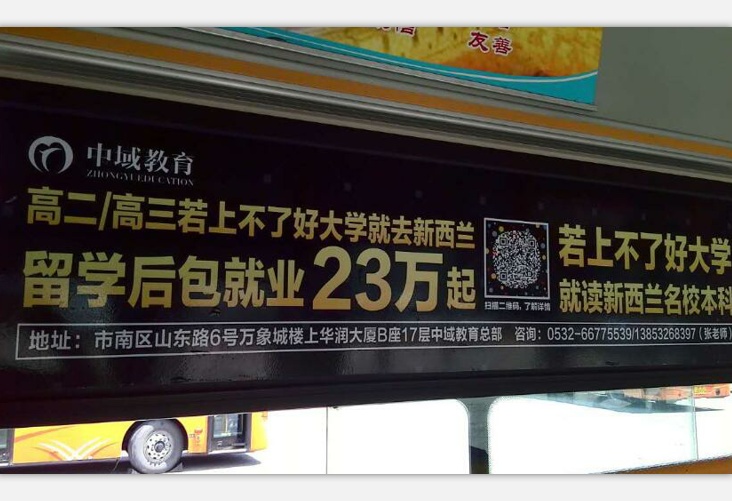 友善
中域教育
ZHONGYUEDUCATION
高二/高三若上不了好大学就去新西兰
留学后包就业23万起
扫描二维码，了解详情
若上不了好大学
就读新西兰名校本科
地址：市南区山东路6号万象城楼上华润大厦B座17层中域教育总部 咨询：0532-66775539/13853268397（张老师）